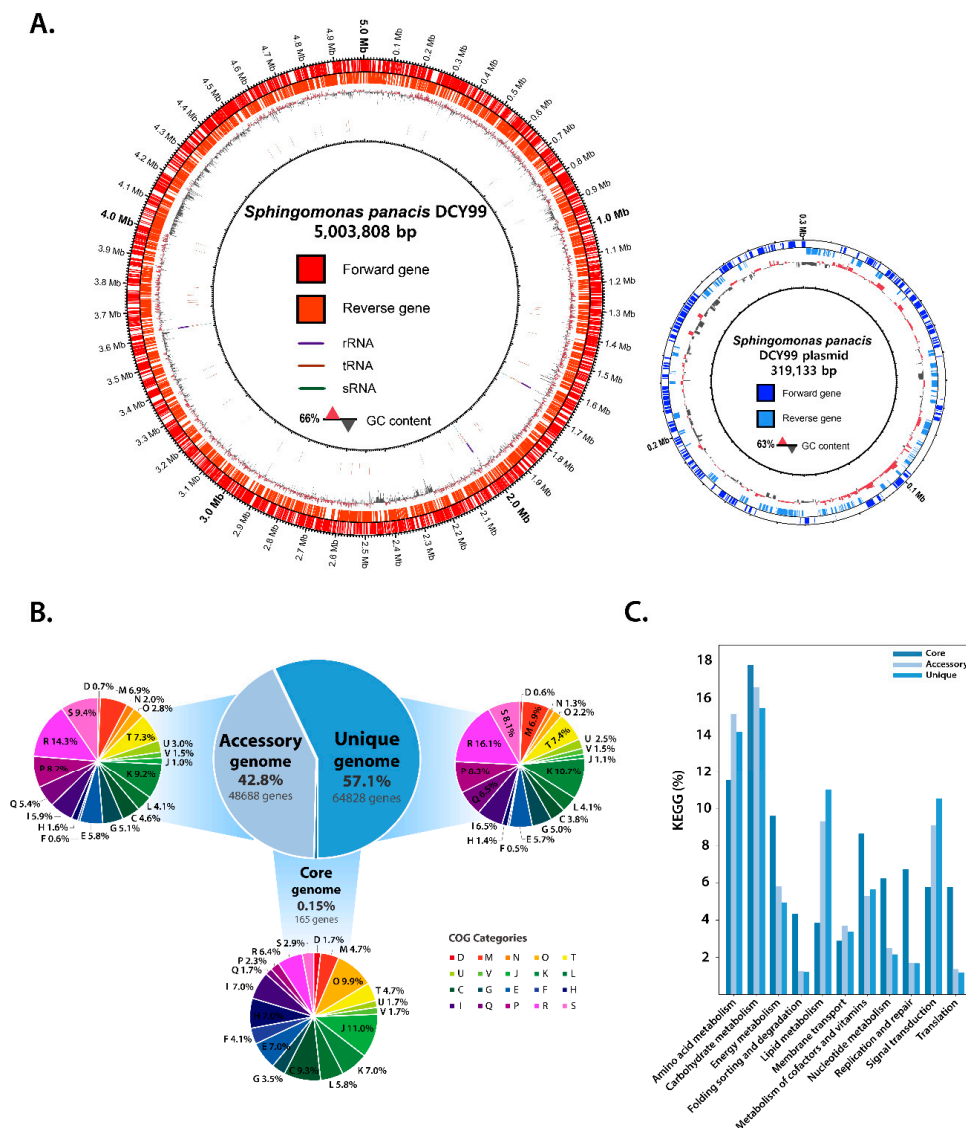 A.
5.0 Mb
0.1 Mb
0.2 Mb
0.3 Mb
0.4 Mb
0.5 Mb
0.6 Mb
0.7 Mb
0.8 Mb
0.9 Mb
1.0 Mb
1.1 Mb
1.2 Mb
1.3 Mb
1.4 Mb
1.5 Mb
1.6 Mb
1.7 Mb
1.8 Mb
1.9 Mb
2.0 Mb
2.1 Mb
2.2 Mb
2.3 Mb
2.4 Mb
2.5 Mb
2.6 Mb
2.7 Mb
2.8 Mb
2.9 Mb
3.0 Mb
3.1 Mb
3.2 Mb
3.3 Mb
3.4 Mb
3.5 Mb
3.6 Mb
3.7 Mb
3.8 Mb
3.9 Mb
4.0 Mb
4.1 Mb
4.2 Mb
4.3 Mb
4.4 Mb
4.5 Mb
4.6 Mb
4.7 Mb
4.8 Mb
4.9 Mb
Sphingomonas panacis DCY99
5,003,808 bp
Forward gene
Reverse gene
rRNA
tRNA
sRNA
66% GC content
0.3 Mb
0.1 Mb
0.2 Mb
Sphingomonas panacis
DCY99 plasmid
319,133 bp
Forward gene
Reverse gene
63% GC content
B.
D 0.7%
M 6.9%
N 2.0%
O 2.8%
T 7.3%
U 3.0%
V 1.5%
J 1.0%
K 9.2%
L 4.1%
C 4.6%
G 5.1%
E 5.8%
F 0.6%
H 1.6%
I 5.9%
Q 5.4%
P 8.2%
R 14.3%
S 9.4%
Accessory
genome
42.8%
48688 genes
Unique
genome
57.1%
64828 genes
D 0.6%
M 6.9%
N 1.3%
O 2.2%
T 7.4%
U 2.5%
V 1.5%
J 1.1%
K 10.7%
L 4.1%
C 3.8%
G 5.0%
E 5.7%
F 0.5%
H 1.4%
I 6.5%
Q 6.5%
P 6.3%
R 16.1%
S 8.1%
Core
genome
0.15%
165 genes
D 1.7%
M 4.7%
O 9.9%
T 4.7%
U 1.7%
V 1.7%
J 11.0%
K 7.0%
L 5.8%
C 9.3%
G 3.5%
E 7.0%
F 4.1%
H 7.0%
I 7.0%
Q 1.7%
P 2.3%
R 6.4%
S 2.9%
COG Categories
D M N O T
U V J K L
C G E F H
I Q P R S
C.
Core
Accessory
Unique
KEGG (%)
18
16
14
12
10
8
6
4
2
Amino acid metabolism
Carbohydrate metabolism
Energy metabolism
Folding sorting and degradation
Lipid metabolism
Membrane transport
Metabolism of cofactors and vitamins
Nucleotide metabolism
Replication and repair
Signal transduction
Translation